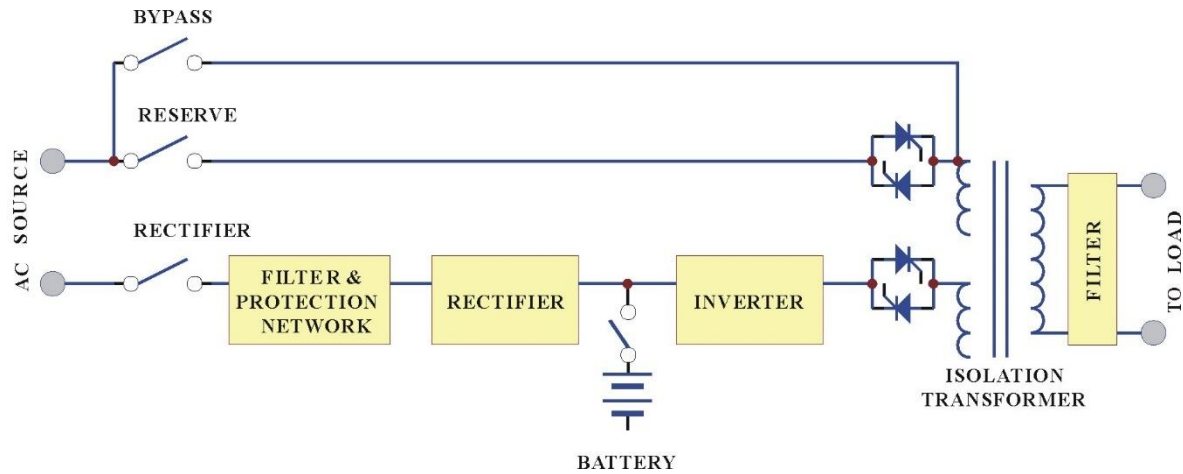 BYPASS
RESERVE
AC SOURCE
RECTIFIER
FILTER &
PROTECTION
NETWORK
RECTIFIER
INVERTER
FILTER
TO LOAD
ISOLATION
TRANSFORMER
BATTERY